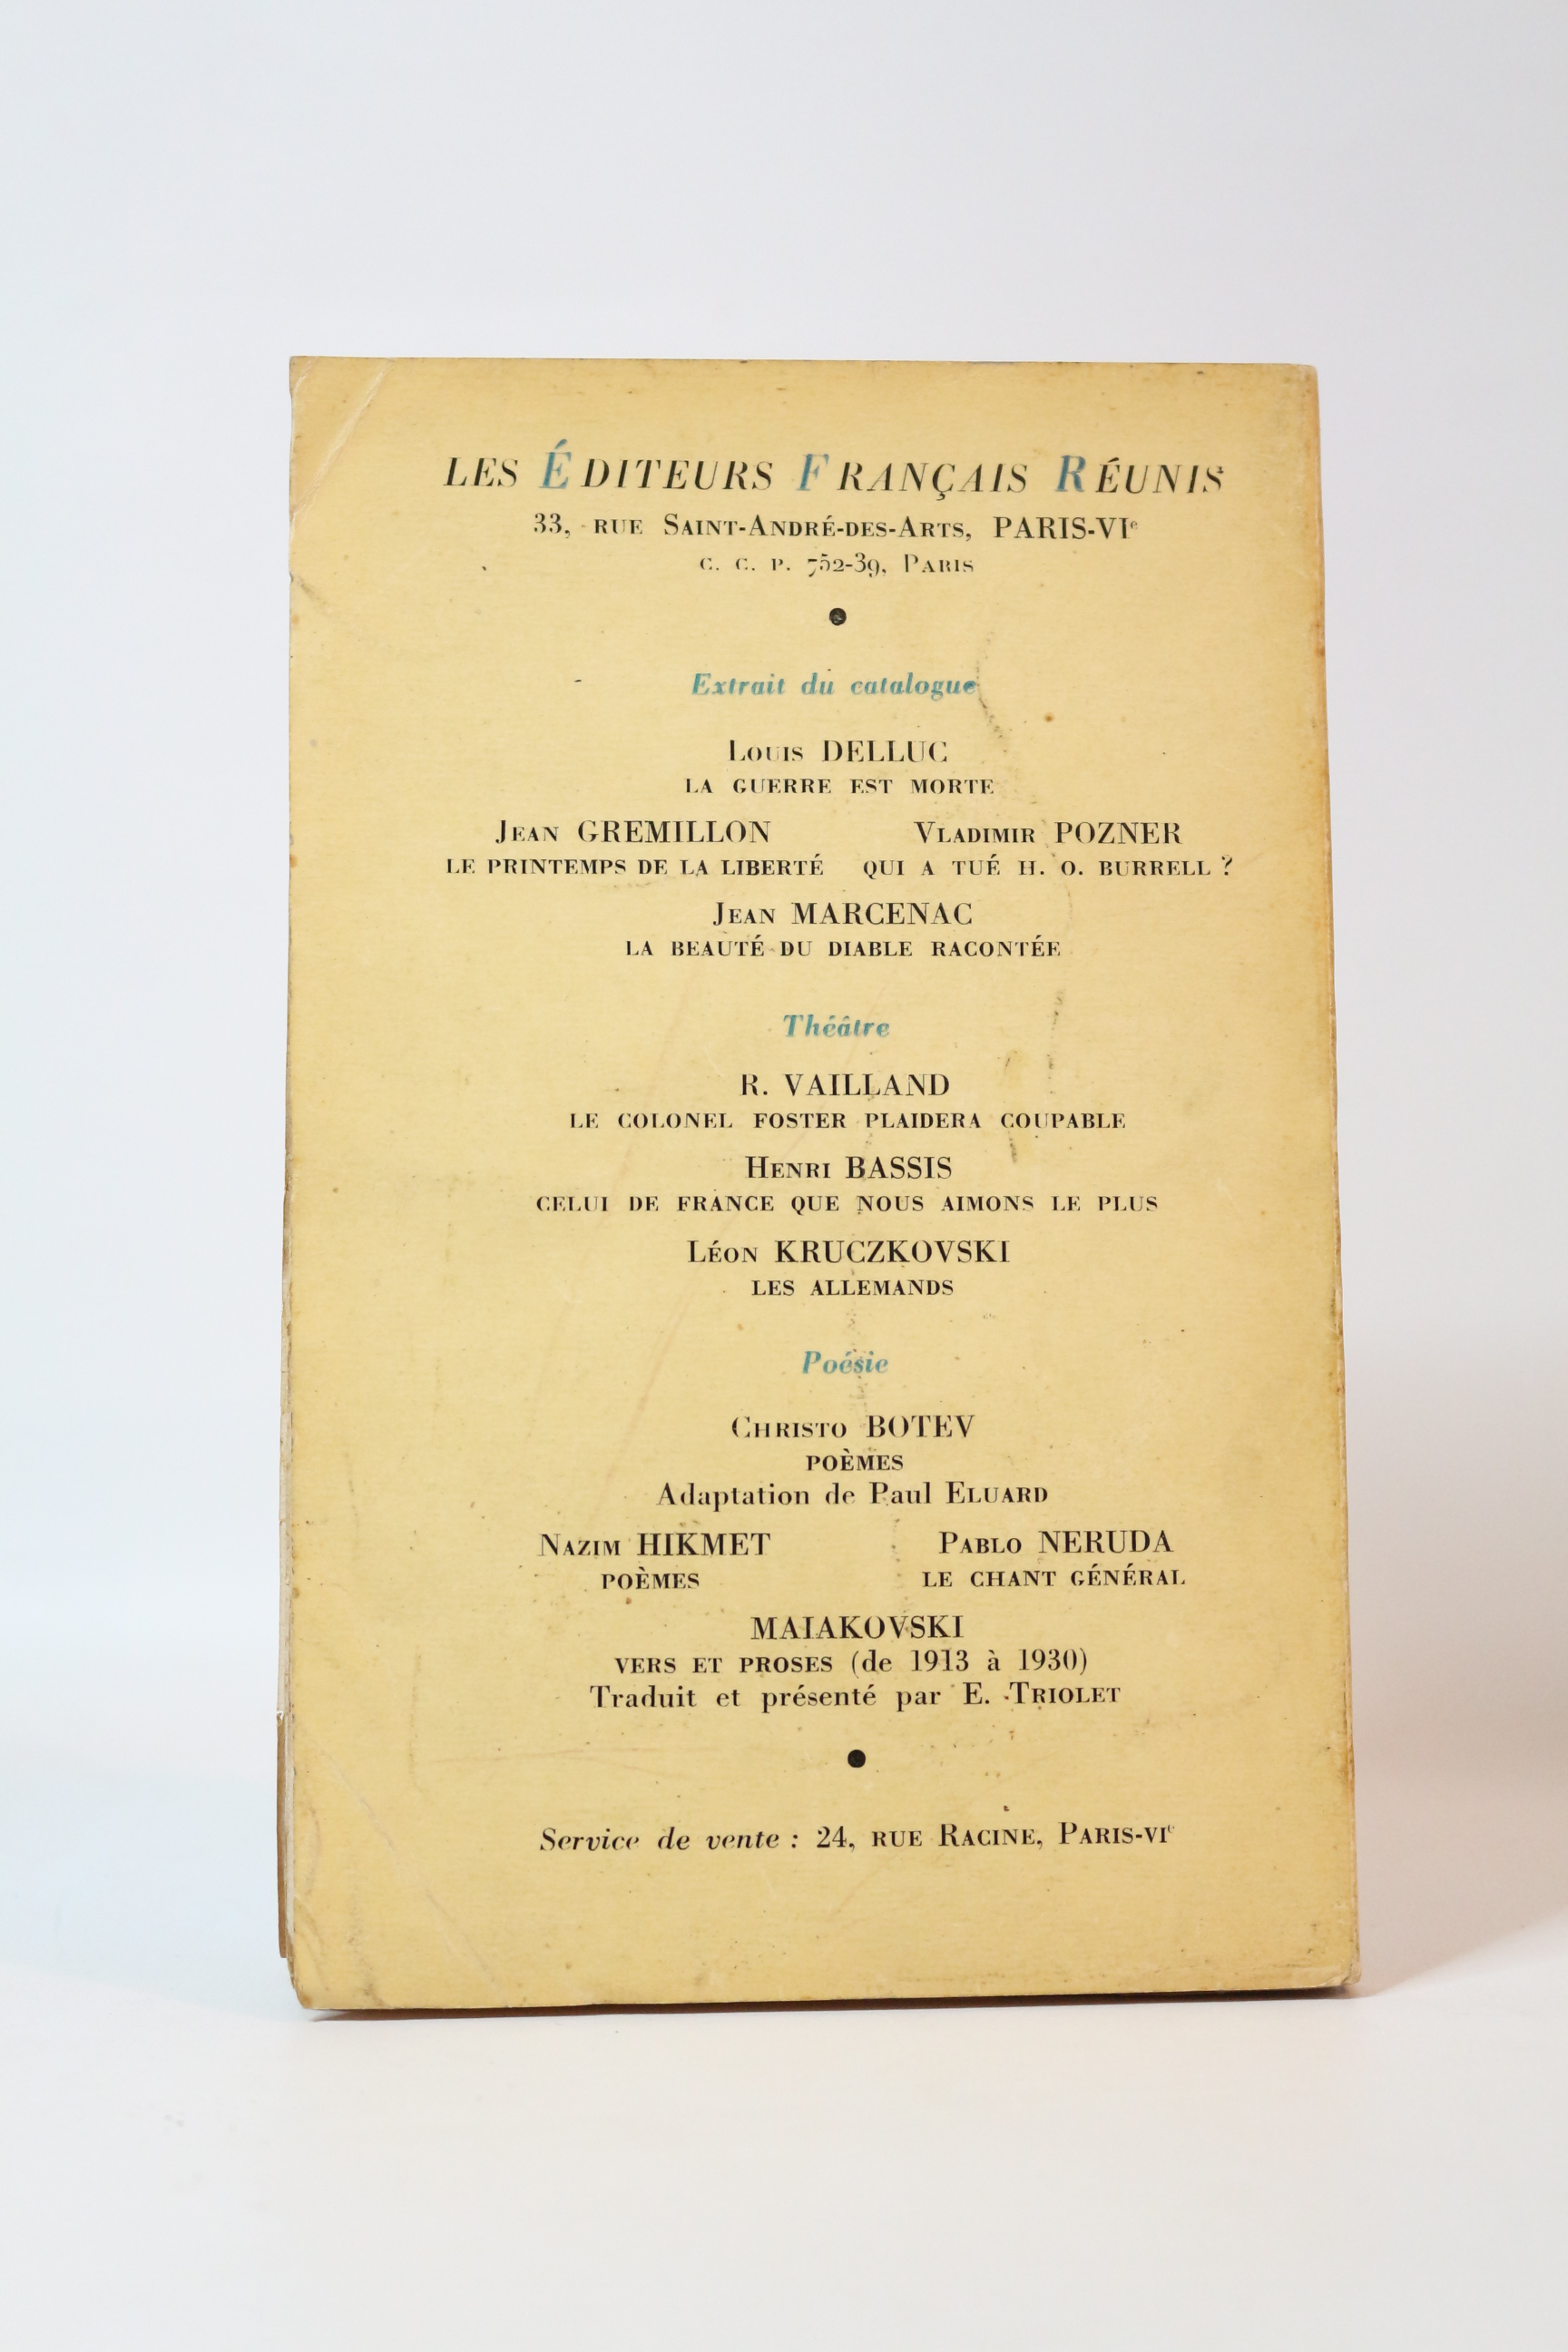 LES ÉDITEURS FRANÇAIS RÉUNIS
33, RUE SAINT-ANDRÉ-DES-ARTS, PARIS-VIe
C. C. P. 752-39, PARIS
Extrait du catalogue
LOUIS DELLUC
LA GUERRE EST MORTE
JEAN GREMILLON VLADIMIR POZNER
LE PRINTEMPS DE LA LIBERTÉ QUI A TUÉ H. O. BURRELL ?
JEAN MARCENAC
LA BEAUTÉ DU DIABLE RACONTÉE
Théâtre
R. VAILLAND
LE COLONEL FOSTER PLAIDERA COUPABLE
HENRI BASSIS
CELUI DE FRANCE QUE NOUS AIMONS LE PLUS
LÉON KRUCZKOVSKI
LES ALLEMANDS
Poésie
CHRISTO BOTEV
POÈMES
Adaptation de Paul ELUARD
NAZIM HIKMET PABLO NERUDA
POÈMES LE CHANT GÉNÉRAL
MAIAKOVSKI
VERS ET PROSES (de 1913 à 1930)
Traduit et présenté par E. TRIOLET
Service de vente : 24, RUE RACINE, PARIS-VIe